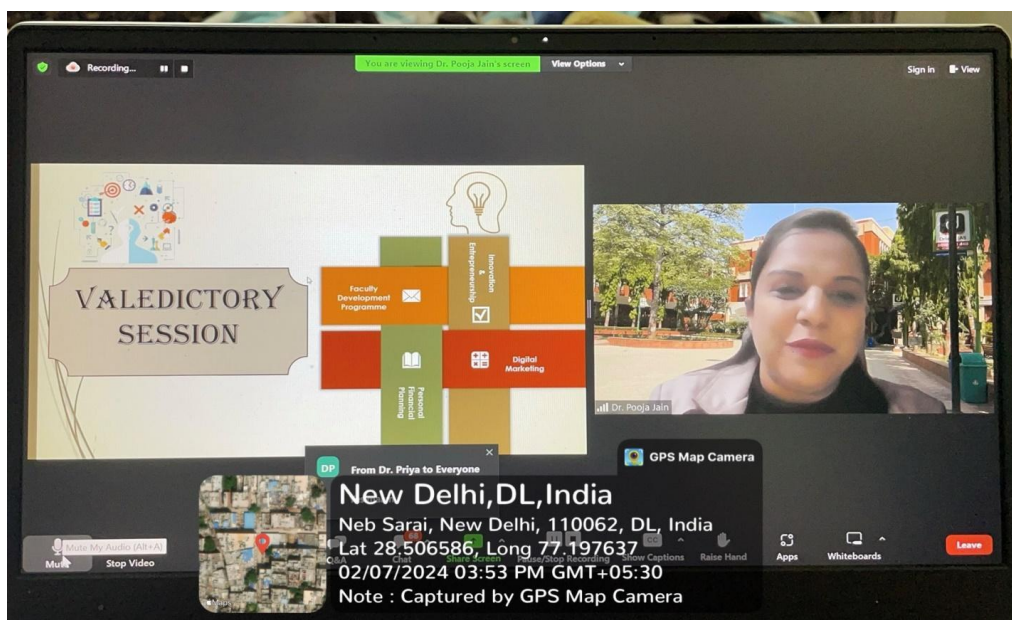 Recording...
You are viewing Dr. Pooja Jain's screen
View Options
Sign in
View
VALEDICTORY
SESSION
Faculty
Development
Programme
Innovation
&
Entrepreneurship
Personal
Financial
Planning
Digital
Marketing
Dr. Pooja Jain
DP
From Dr. Priya to Everyone
GPS Map Camera
New Delhi,DL,India
Neb Sarai, New Delhi, 110062, DL, India
Lat 28.506586, Long 77.197637
02/07/2024 03:53 PM GMT+05:30
Note : Captured by GPS Map Camera
Mute My Audio (Alt+A)
Mute
Stop Video
Q&A
Chat
Share Screen
Pause/Stop Recording
Show Captions
CC
Raise Hand
Apps
Whiteboards
Leave
Maps